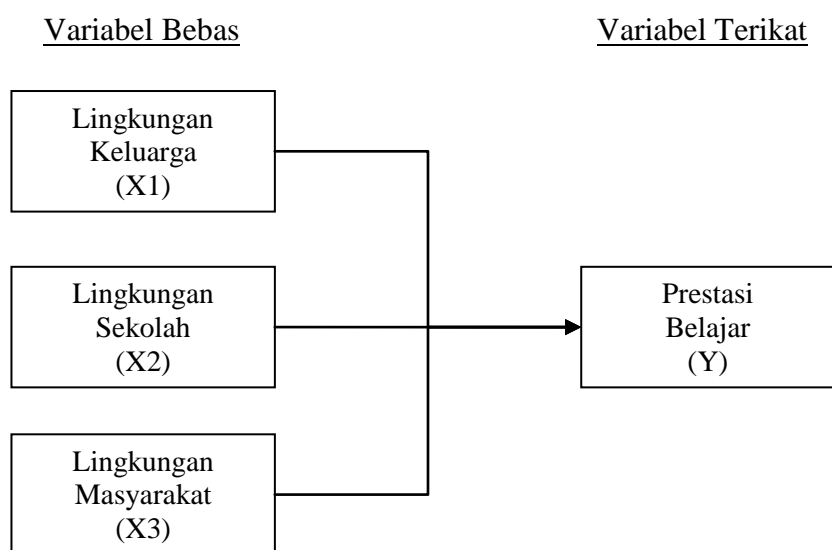 Variabel Bebas
Variabel Terikat
Lingkungan
Keluarga
(X1)
Lingkungan
Sekolah
(X2)
Prestasi
Belajar
(Y)
Lingkungan
Masyarakat
(X3)